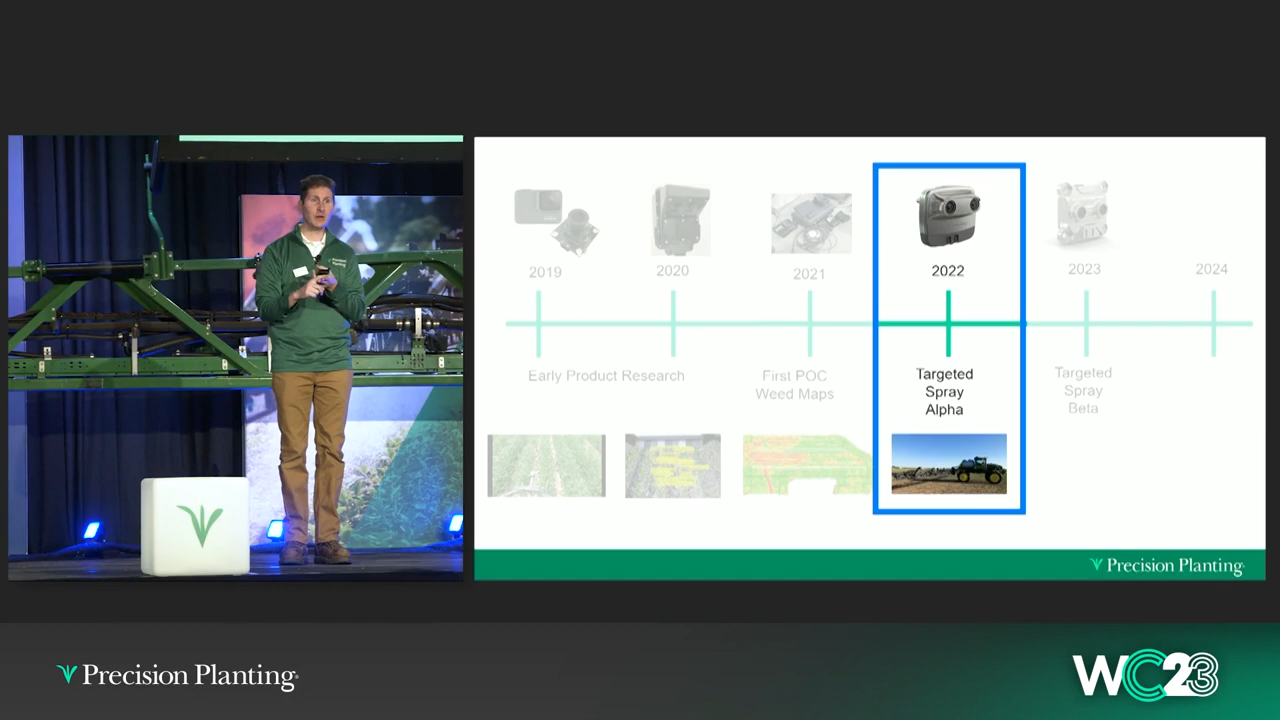 2019
2020
2021
2022
2023
2024
Early Product Research
First POC
Weed Maps
Targeted
Spray
Alpha
Targeted
Spray
Beta
Precision Planting
Precision Planting
WC23